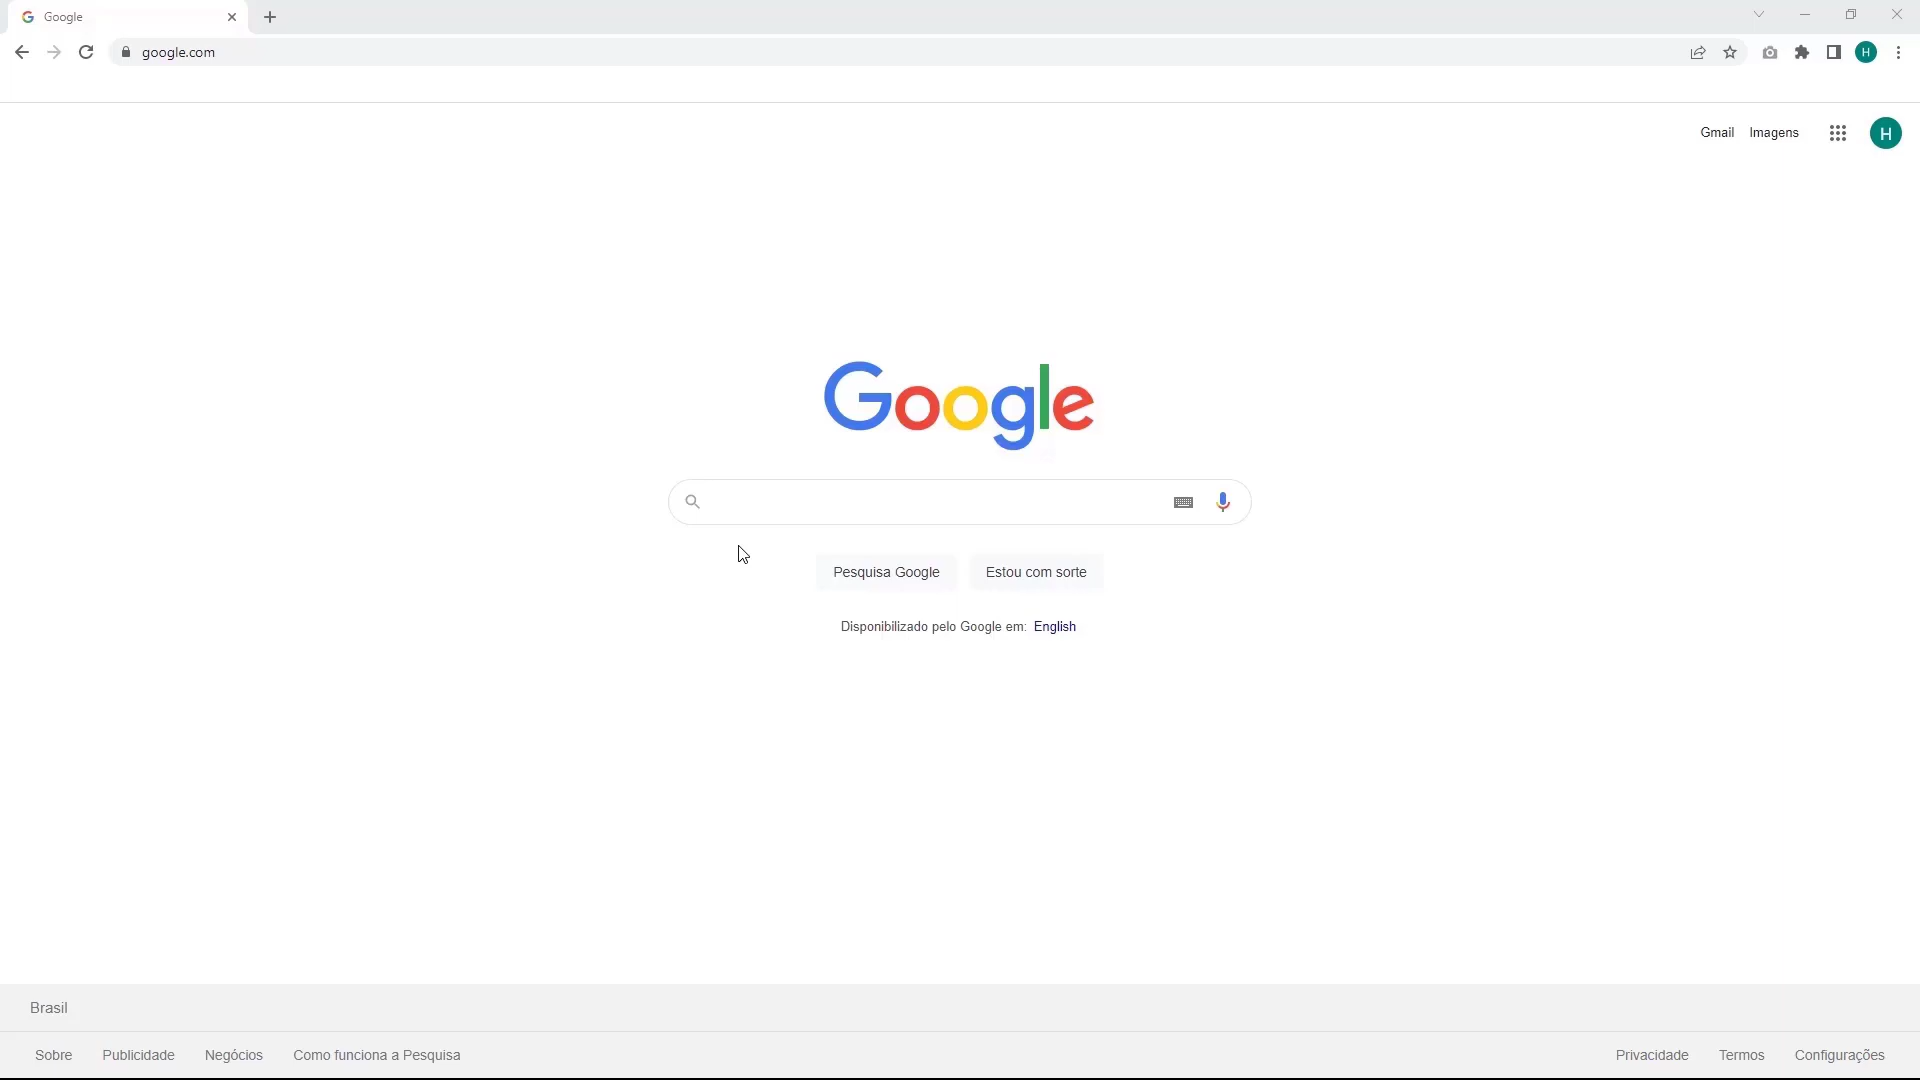 Google
google.com
H
Gmail
Imagens
H
Google
Pesquisa Google
Estou com sorte
Disponibilizado pelo Google em: English
Brasil
Sobre
Publicidade
Negócios
Como funciona a Pesquisa
Privacidade
Termos
Configurações